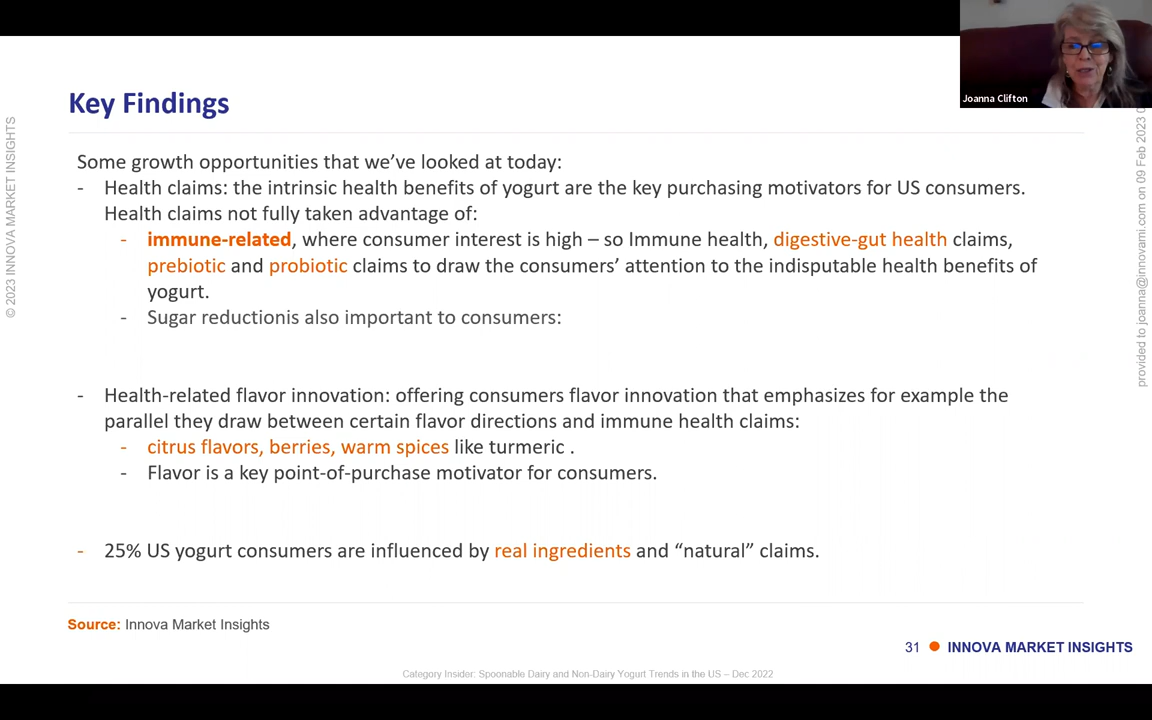 Joanna Clifton
Key Findings
Some growth opportunities that we’ve looked at today:
- Health claims: the intrinsic health benefits of yogurt are the key purchasing motivators for US consumers.
Health claims not fully taken advantage of:
- immune-related, where consumer interest is high – so Immune health, digestive-gut health claims,
prebiotic and probiotic claims to draw the consumers’ attention to the indisputable health benefits of
yogurt.
- Sugar reductionis also important to consumers:
- Health-related flavor innovation: offering consumers flavor innovation that emphasizes for example the
parallel they draw between certain flavor directions and immune health claims:
- citrus flavors, berries, warm spices like turmeric .
- Flavor is a key point-of-purchase motivator for consumers.
- 25% US yogurt consumers are influenced by real ingredients and “natural” claims.
Source: Innova Market Insights
31 INNOVA MARKET INSIGHTS
Category Insider: Spoonable Dairy and Non-Dairy Yogurt Trends in the US – Dec 2022
© 2023 INNOVA MARKET INSIGHTS
provided to joanna@innovami.com on 09 Feb 2023